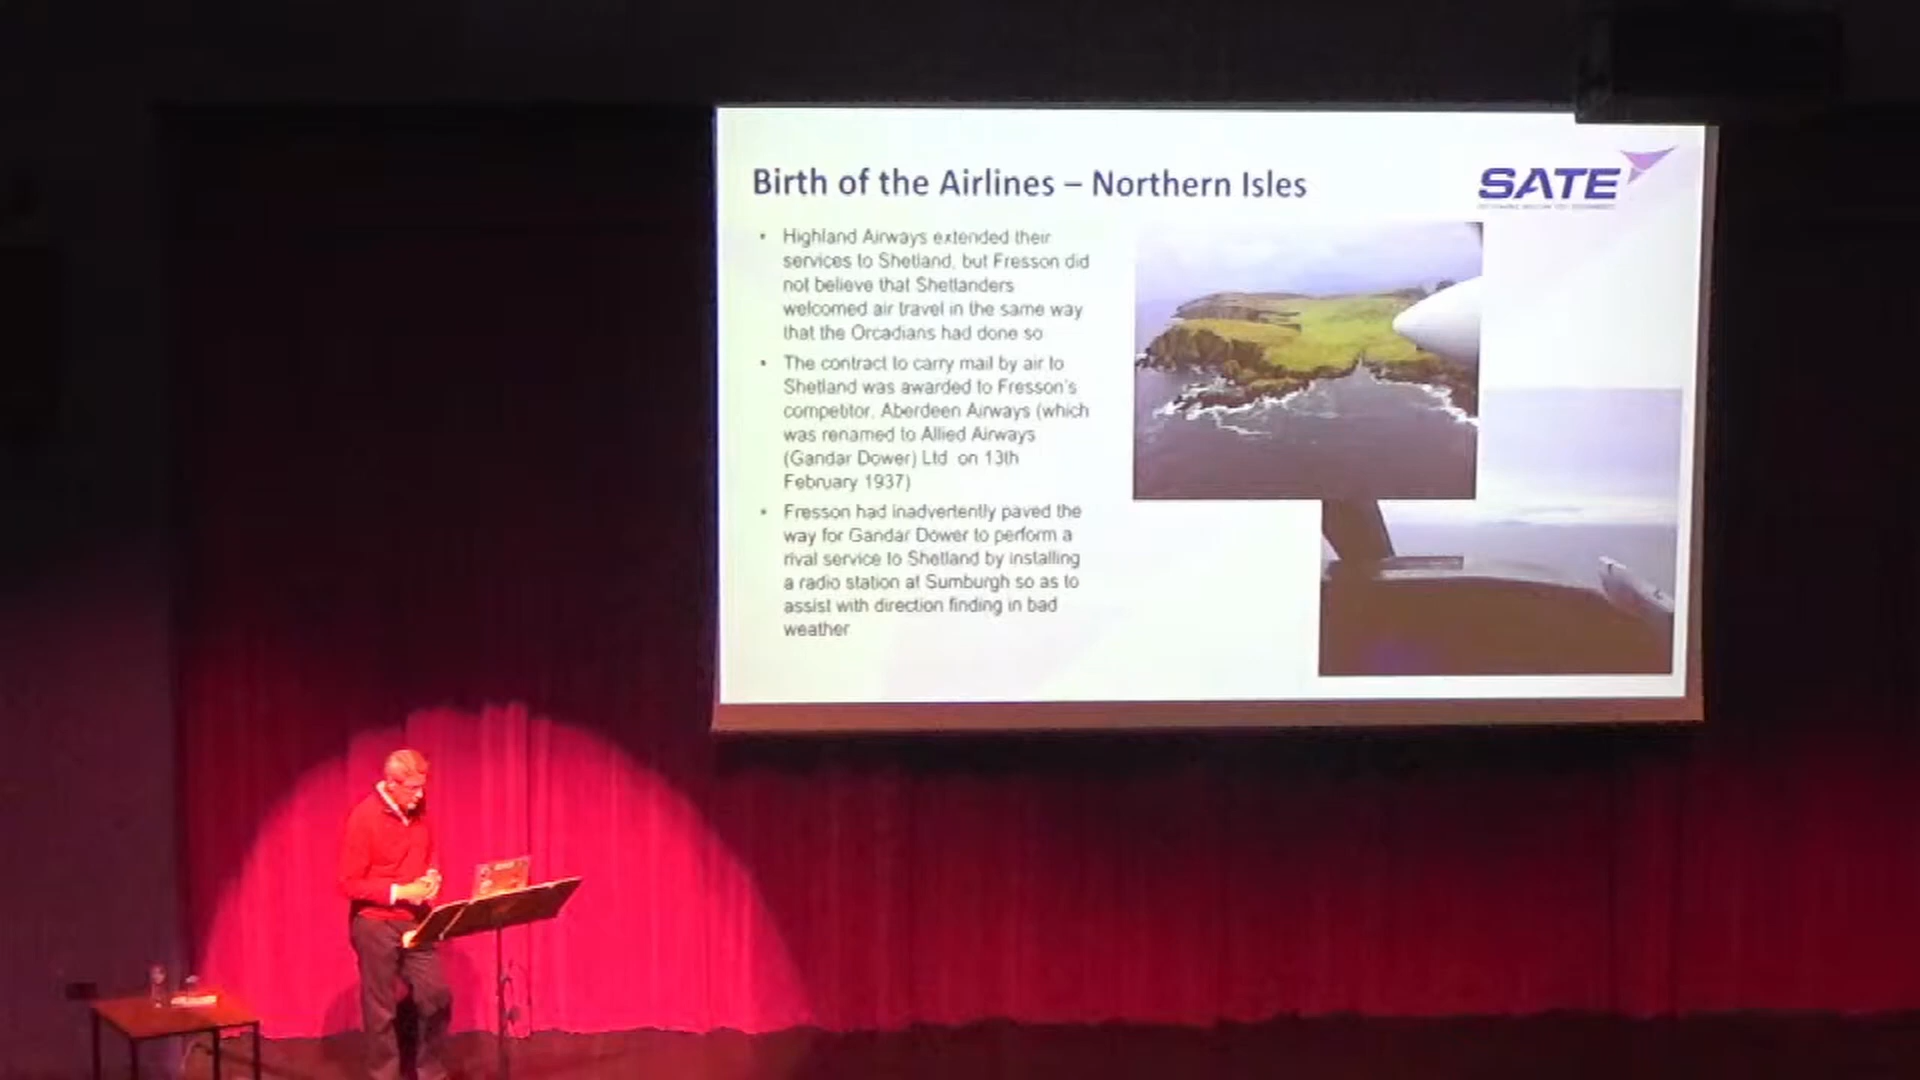 Birth of the Airlines – Northern Isles
SATE
• Highland Airways extended their
services to Shetland, but Fresson did
not believe that Shetlanders
welcomed air travel in the same way
that the Orcadians had done so
• The contract to carry mail by air to
Shetland was awarded to Fresson's
competitor, Aberdeen Airways (which
was renamed to Allied Airways
(Gandar Dower) Ltd on 13th
February 1937)
• Fresson had inadvertently paved the
way for Gandar Dower to perform a
rival service to Shetland by installing
a radio station at Sumburgh so as to
assist with direction finding in bad
weather